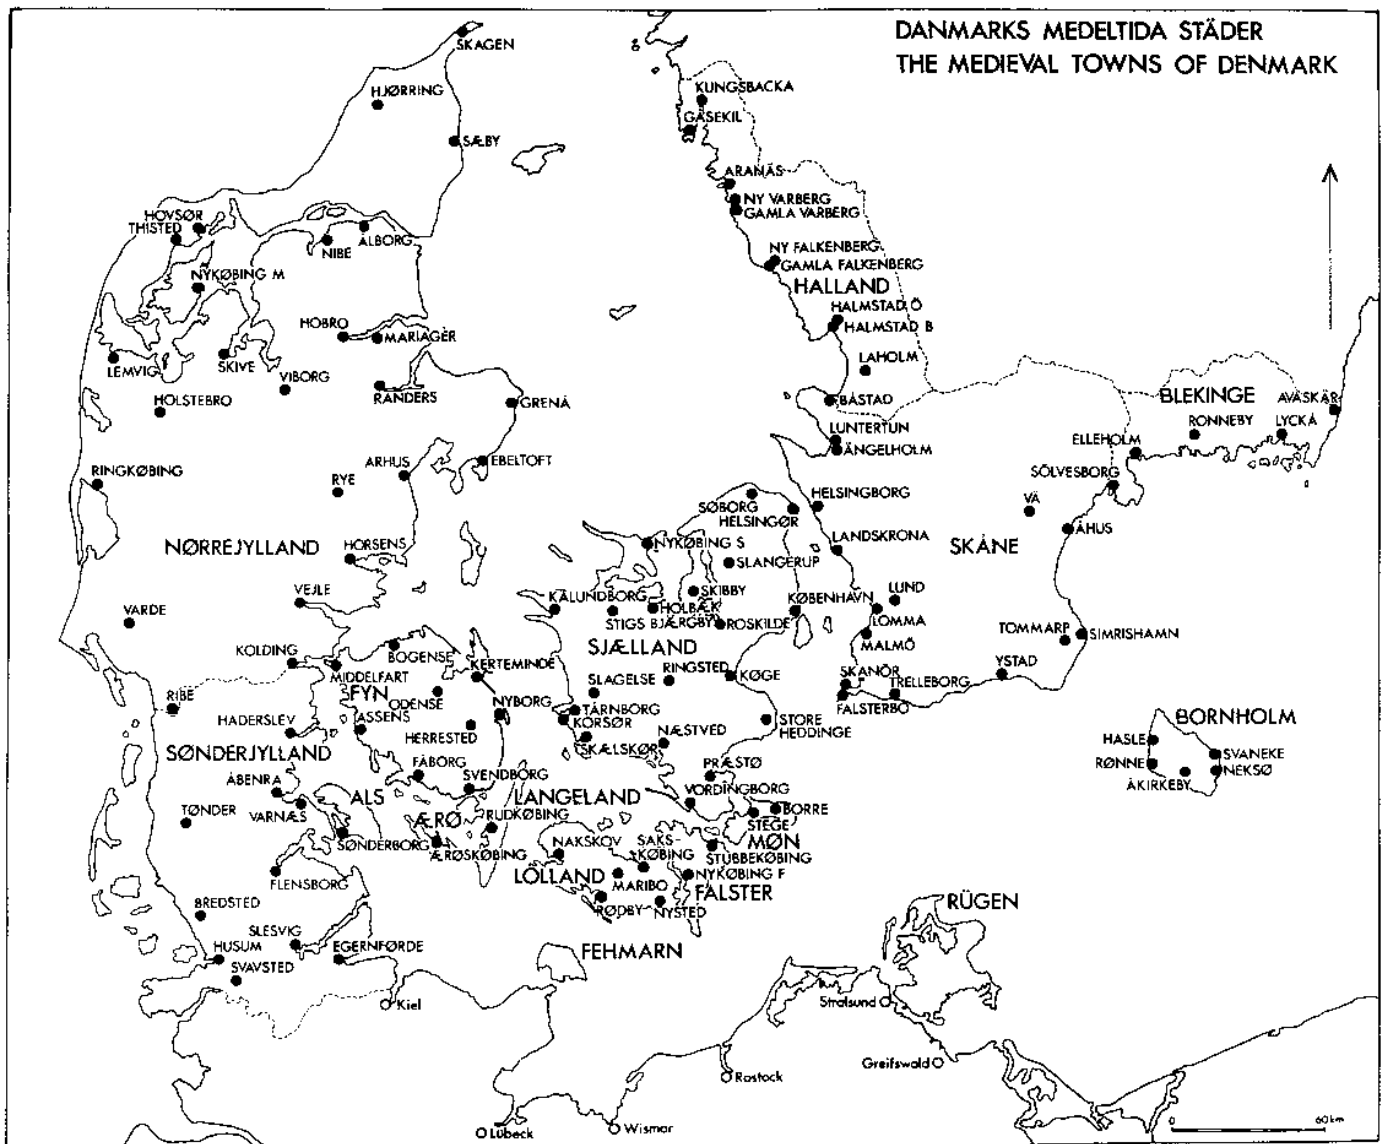 DANMARKS MEDELTIDA STÄDER
THE MEDIEVAL TOWNS OF DENMARK
SKAGEN
HJØRRING
SÆBY
KUNGSBACKA
GÅSEKIL
ARANÄS
NY VARBERG
GAMLA VARBERG
HOVSØR
THISTED
NIBE
ÅLBORG
NYKØBING M
NY FALKENBERG
GAMLA FALKENBERG
HALLAND
HALMSTAD Ö
HALMSTAD B
HOBRO
MARIAGER
LEMVIG
SKIVE
VIBORG
RANDERS
HOLSTEBRO
GRENÅ
LAHOLM
BÅSTAD
LUNTERTUN
ÄNGELHOLM
BLEKINGE
AVASKÄR
RONNEBY
LYCKÅ
ELLEHOLM
SÖLVESBORG
RINGKØBING
RYE
ARHUS
EBELTOFT
SØBORG
HELSINGØR
HELSINGBORG
VÄ
ÅHUS
NØRREJYLLAND
HORSENS
NYKØBING S
SLANGERUP
LANDSKRONA
SKÅNE
VEJLE
VARDE
KALUNDBORG
STIGS BJÆRGBY
HOLBÆK
SKIBBY
ROSKILDE
KØBENHAVN
LUND
LOMMA
MALMÖ
TOMMARP
SIMRISHAMN
KOLDING
MIDDELFART
BOGENSE
KERTEMINDE
SJÆLLAND
RINGSTED
SLAGELSE
KØGE
SKANÖR
FALSTERBO
TRELLEBORG
YSTAD
RIBE
FYN
ODENSE
NYBORG
TÅRNBORG
KORSØR
SKÆLSKØR
NÆSTVED
STORE
HEDDINGE
HADERSLEV
ASSENS
HERRESTED
SØNDERJYLLAND
FÅBORG
SVENDBORG
PRÆSTØ
VORDINGBORG
BORNHOLM
HASLE
RØNNE
ÅKIRKEBY
SVANEKE
NEKSØ
ÅBENRÅ
VARNÆS
ALS
ÆRØ
LANGELAND
RUDKØBING
TØNDER
SØNDERBORG
ÆRØSKØBING
BORRE
STEGE
MØN
NAKSKOV
SAKS-
KØBING
STUBBEKØBING
LOLLAND
MARIBO
NYKØBING F
FALSTER
RØDBY
NYSTED
FLENSBORG
BREDSTED
SLESVIG
HUSUM
EGERNFØRDE
SVAVSTED
FEHMARN
RÜGEN
Kiel
Stralsund
Greifswald
Rostock
Wismar
Lübeck
0
60 km